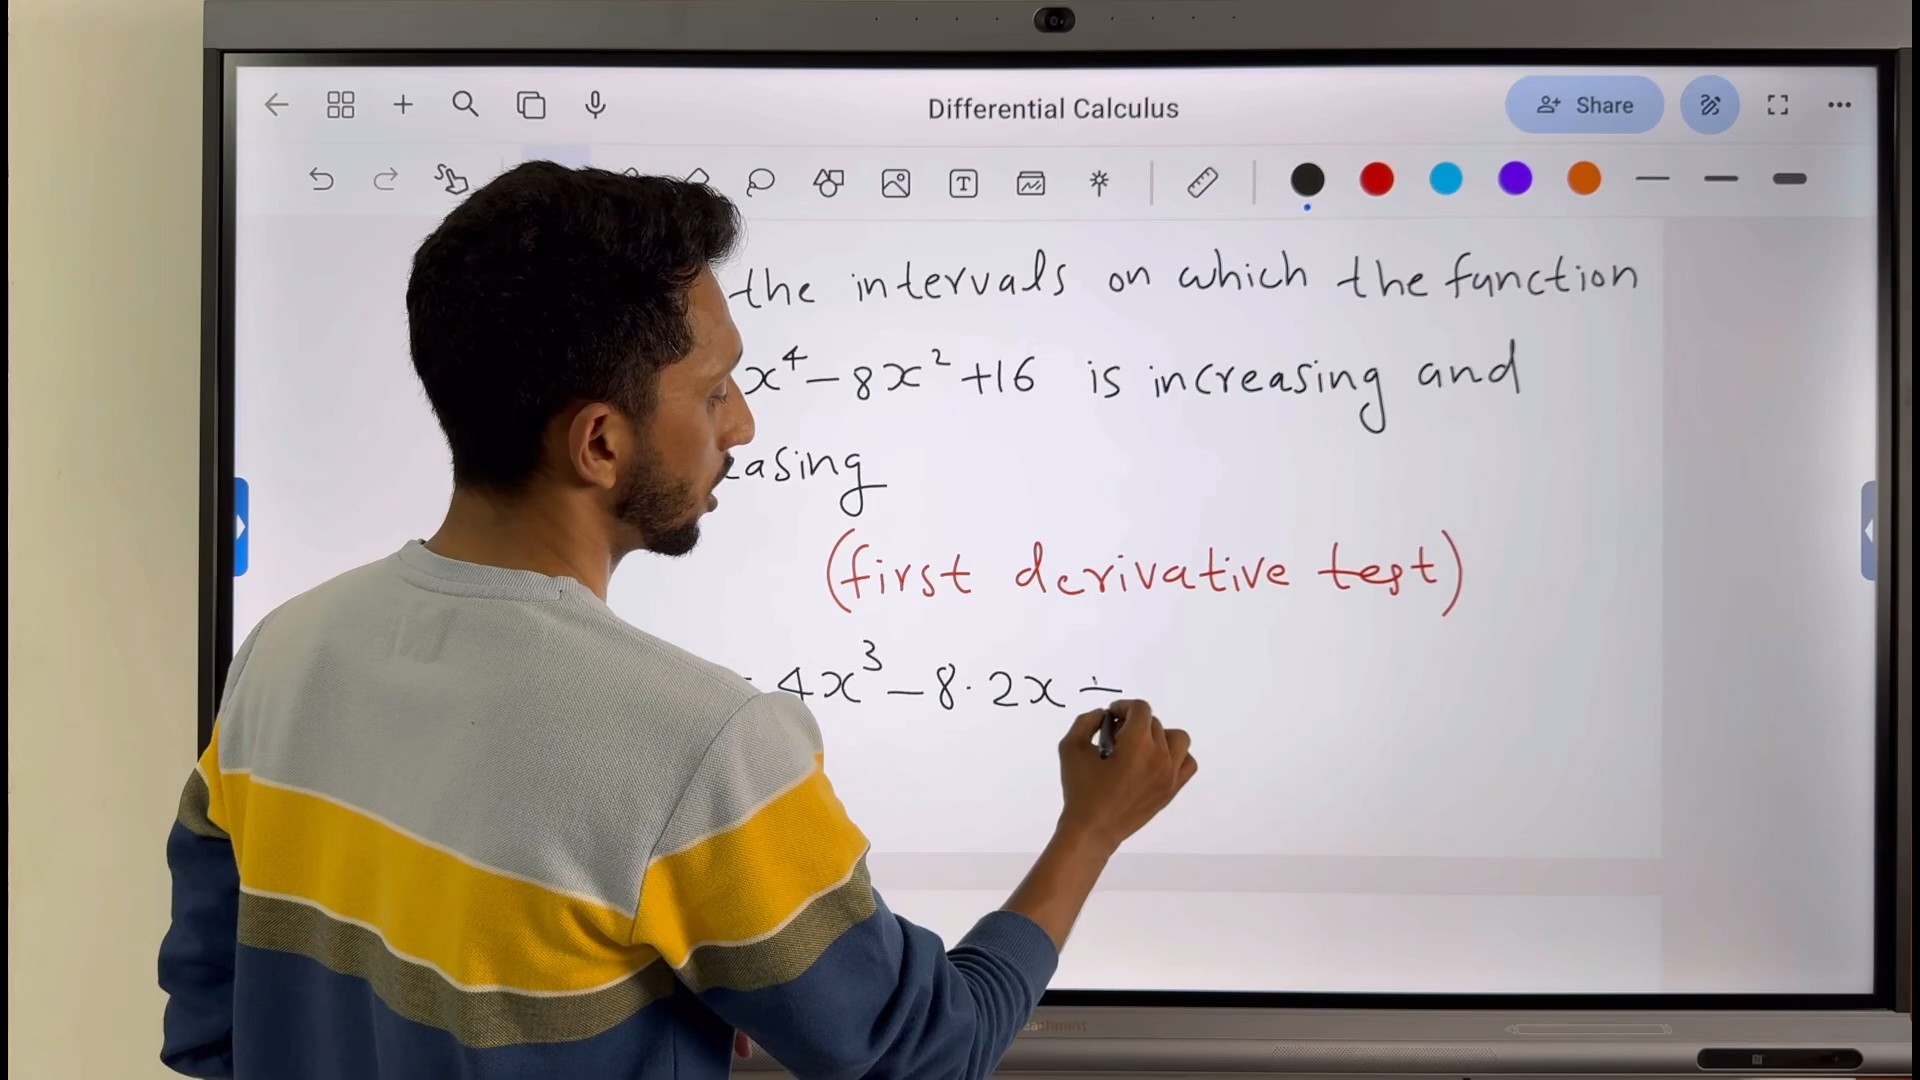 Differential Calculus
Share
the intervals on which the function
x⁴ - 8x² + 16 is increasing and
easing
(first derivative test)
4x³ - 8·2x +